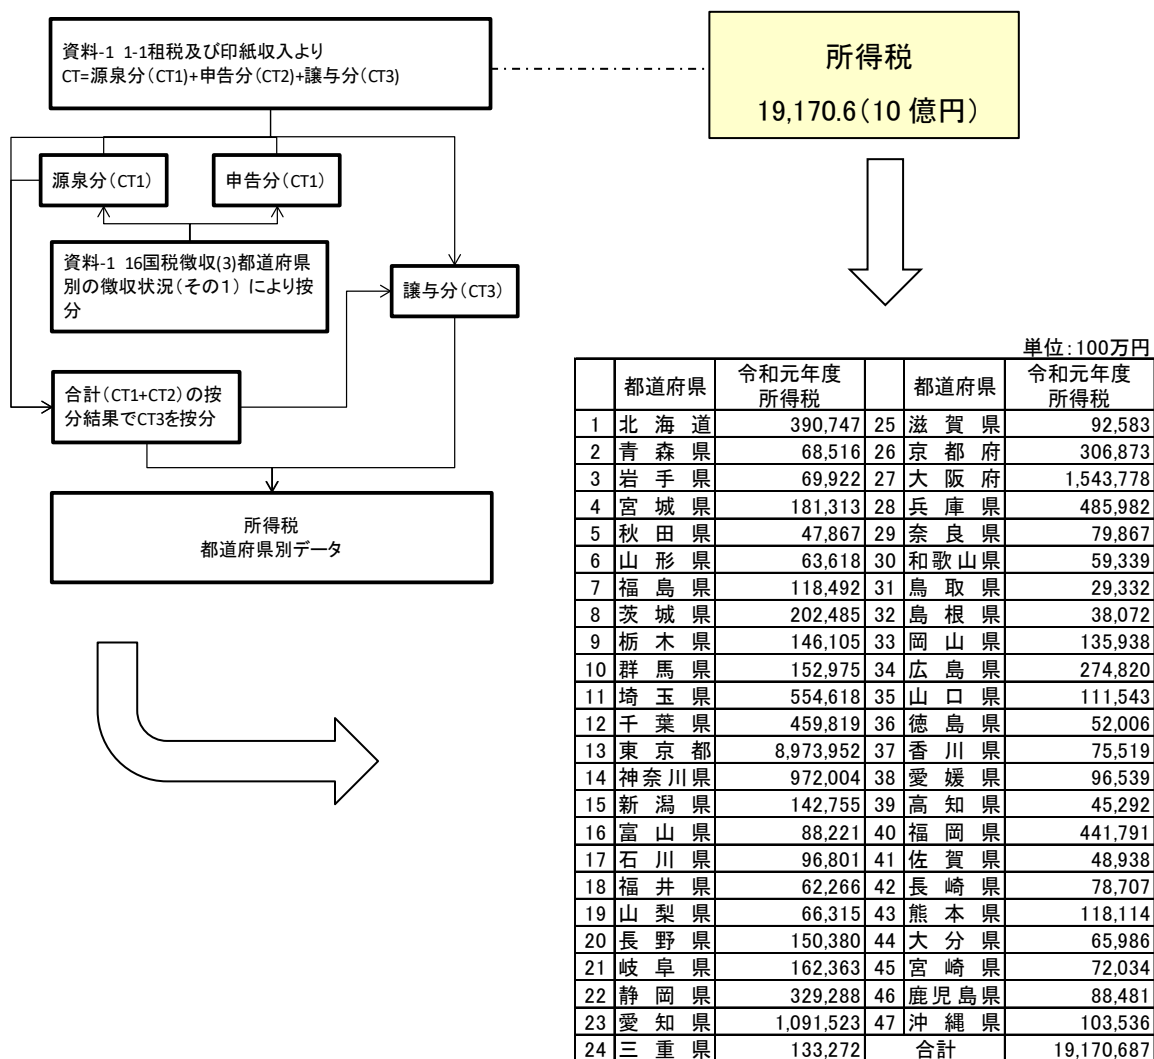 資料-1 1-1租税及び印紙収入より
CT=源泉分(CT1)+申告分(CT2)+譲与分(CT3)
所得税
19,170.6(10 億円)
源泉分(CT1)
申告分(CT1)
資料-1 16国税徴収(3)都道府県
別の徴収状況(その1) により按
分
譲与分(CT3)
合計(CT1+CT2)の按
分結果でCT3を按分
所得税
都道府県別データ
単位:100万円
都道府県 令和元年度 都道府県 令和元年度
所得税 所得税
1 北海道 390,747 25 滋賀県 92,583
2 青森県 68,516 26 京都府 306,873
3 岩手県 69,922 27 大阪府 1,543,778
4 宮城県 181,313 28 兵庫県 485,982
5 秋田県 47,867 29 奈良県 79,867
6 山形県 63,618 30 和歌山県 59,339
7 福島県 118,492 31 鳥取県 29,332
8 茨城県 202,485 32 島根県 38,072
9 栃木県 146,105 33 岡山県 135,938
10 群馬県 152,975 34 広島県 274,820
11 埼玉県 554,618 35 山口県 111,543
12 千葉県 459,819 36 徳島県 52,006
13 東京都 8,973,952 37 香川県 75,519
14 神奈川県 972,004 38 愛媛県 96,539
15 新潟県 142,755 39 高知県 45,292
16 富山県 88,221 40 福岡県 441,791
17 石川県 96,801 41 佐賀県 48,938
18 福井県 62,266 42 長崎県 78,707
19 山梨県 66,315 43 熊本県 118,114
20 長野県 150,380 44 大分県 65,986
21 岐阜県 162,363 45 宮崎県 72,034
22 静岡県 329,288 46 鹿児島県 88,481
23 愛知県 1,091,523 47 沖縄県 103,536
24 三重県 133,272 合計 19,170,687